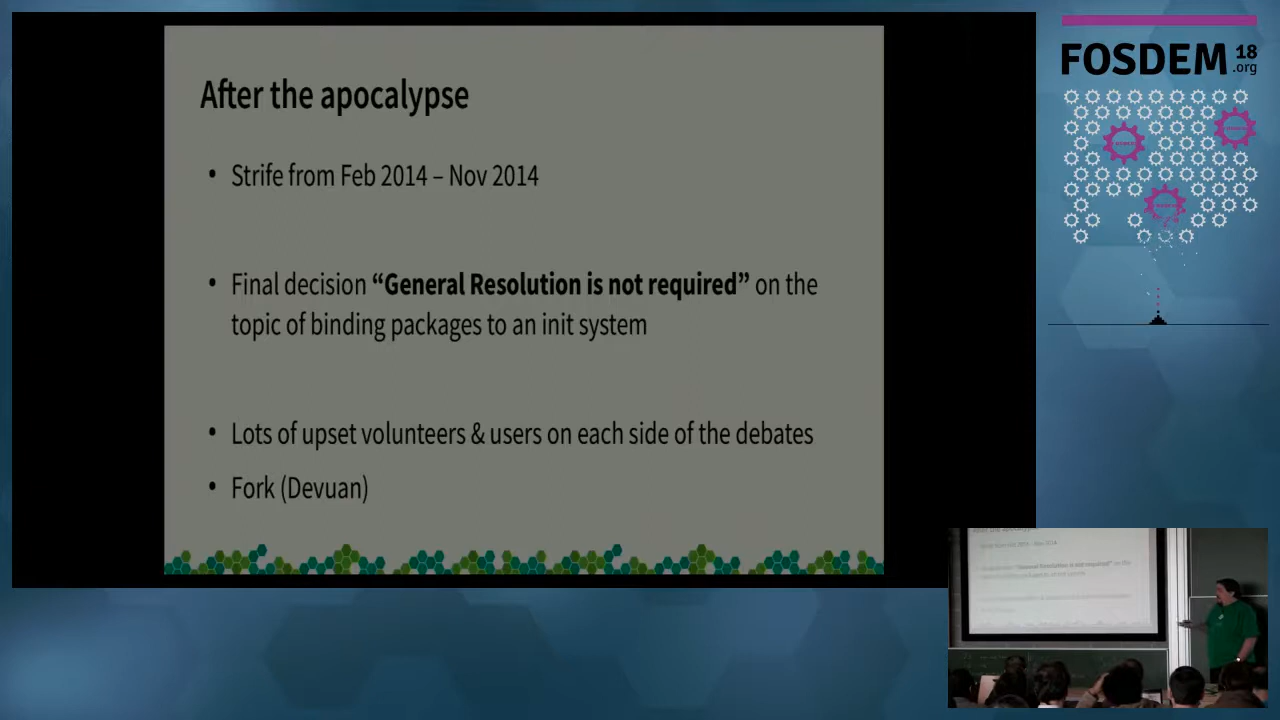 After the apocalypse
• Strife from Feb 2014 – Nov 2014
• Final decision “General Resolution is not required” on the
topic of binding packages to an init system
• Lots of upset volunteers & users on each side of the debates
• Fork (Devuan)
FOSDEM 18
.org